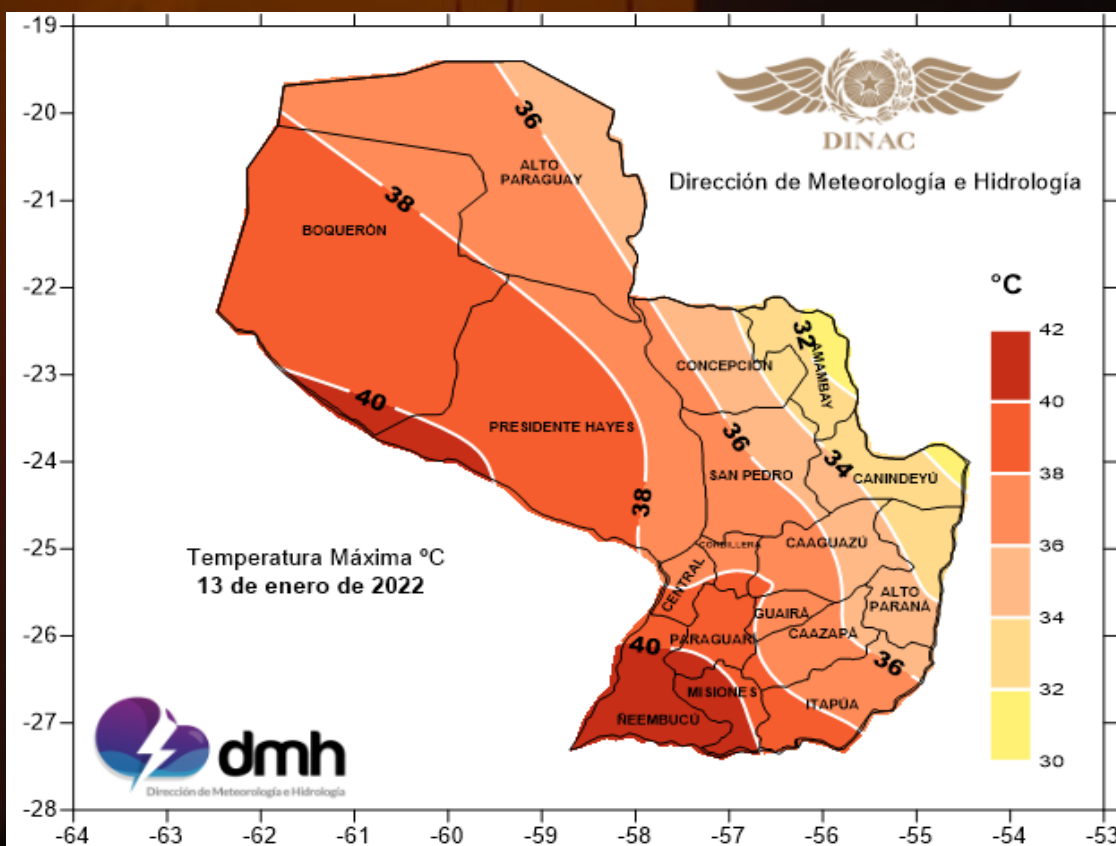 -19
-20
-21
-22
-23
-24
-25
-26
-27
-28
-64
-63
-62
-61
-60
-59
-58
-57
-56
-55
-54
-53
DINAC
Dirección de Meteorología e Hidrología
°C
42
40
38
36
34
32
30
36
ALTO
PARAGUAY
38
BOQUERÓN
32
AMAMBAY
CONCEPCIÓN
40
PRESIDENTE HAYES
36
34
SAN PEDRO
CANINDEYÚ
38
CORDILLERA
CAAGUAZÚ
CENTRAL
ALTO
PARANÁ
GUAIRÁ
CAAZAPÁ
PARAGUARI
40
36
MISIONES
ITAPÚA
ÑEEMBUCÚ
Temperatura Máxima ºC
13 de enero de 2022
dmh
Dirección de Meteorología e Hidrología